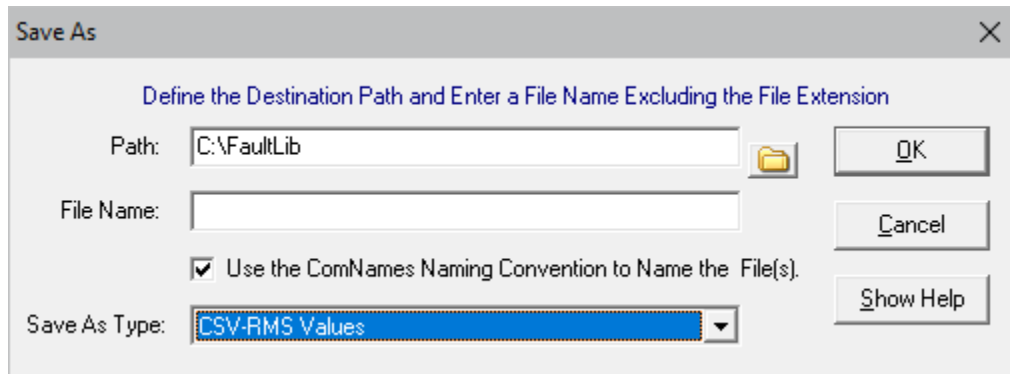 Save As
Define the Destination Path and Enter a File Name Excluding the File Extension
Path: C:\FaultLib
OK
File Name:
Cancel
Use the ComNames Naming Convention to Name the File(s).
Show Help
Save As Type: CSV-RMS Values